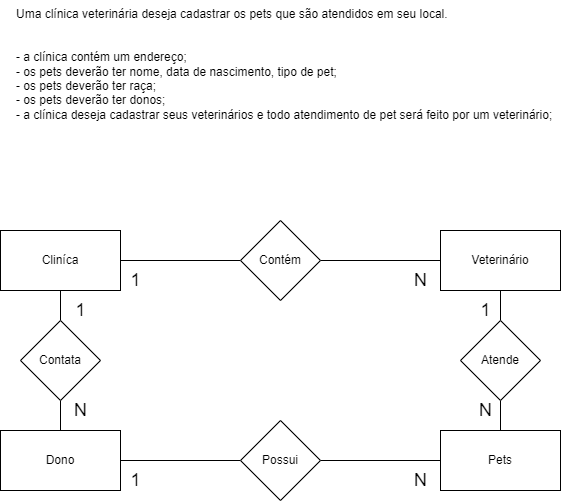 Uma clínica veterinária deseja cadastrar os pets que são atendidos em seu local.
- a clínica contém um endereço;
- os pets deverão ter nome, data de nascimento, tipo de pet;
- os pets deverão ter raça;
- os pets deverão ter donos;
- a clínica deseja cadastrar seus veterinários e todo atendimento de pet será feito por um veterinário;
Cliníca
Contém
Veterinário
1
N
1
1
Contata
Atende
N
N
Dono
Possui
Pets
1
N